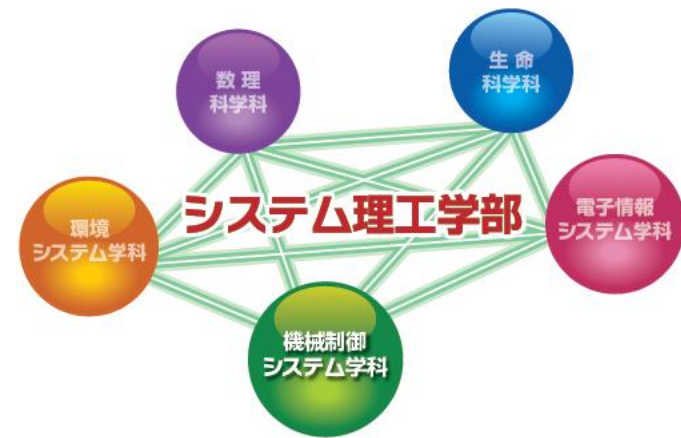 数理
科学科
生命
科学科
システム理工学部
環境
システム学科
電子情報
システム学科
機械制御
システム学科